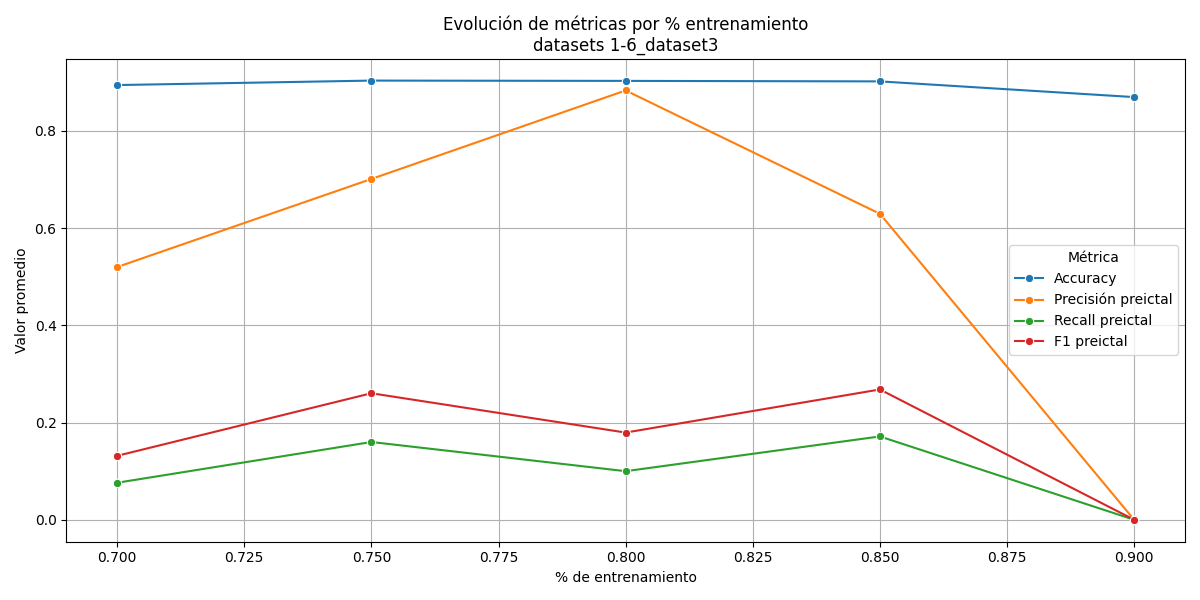 Evolución de métricas por % entrenamiento
datasets 1-6_dataset3
Valor promedio
0.8
0.6
0.4
0.2
0.0
Métrica
Accuracy
Precisión preictal
Recall preictal
F1 preictal
0.700 0.725 0.750 0.775 0.800 0.825 0.850 0.875 0.900
% de entrenamiento